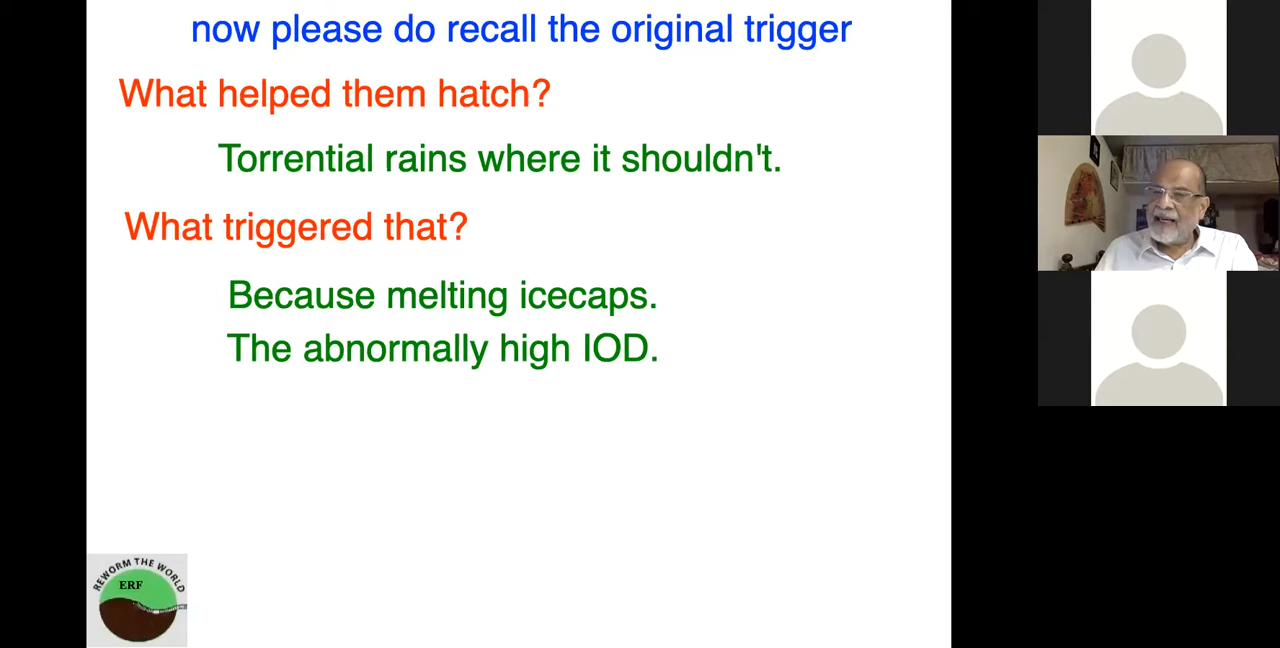 now please do recall the original trigger
What helped them hatch?
Torrential rains where it shouldn't.
What triggered that?
Because melting icecaps.
The abnormally high IOD.
REWORM THE WORLD
ERF